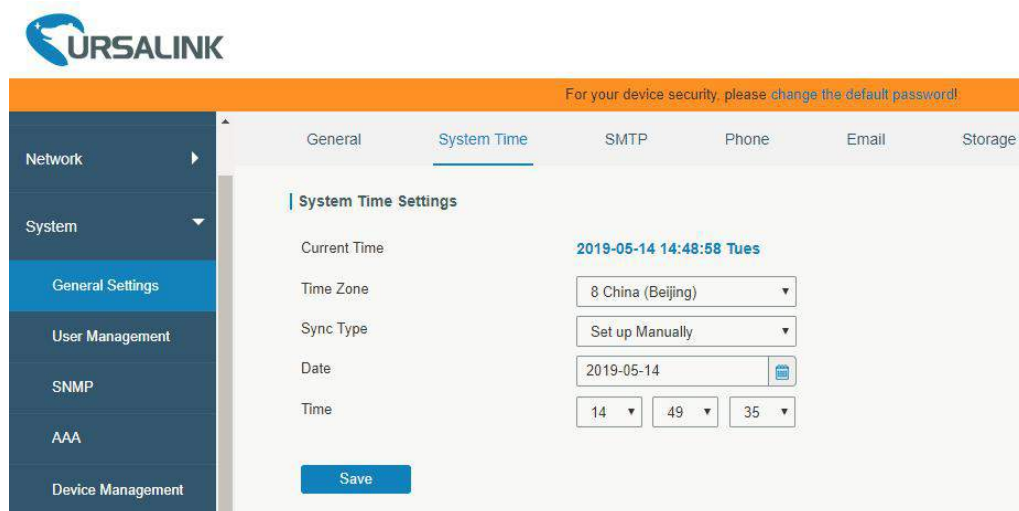 URSALINK
For your device security, please change the default password!
Network
System
General Settings
User Management
SNMP
AAA
Device Management
General System Time SMTP Phone Email Storage
System Time Settings
Current Time 2019-05-14 14:48:58 Tues
Time Zone 8 China (Beijing)
Sync Type Set up Manually
Date 2019-05-14
Time 14 49 35
Save